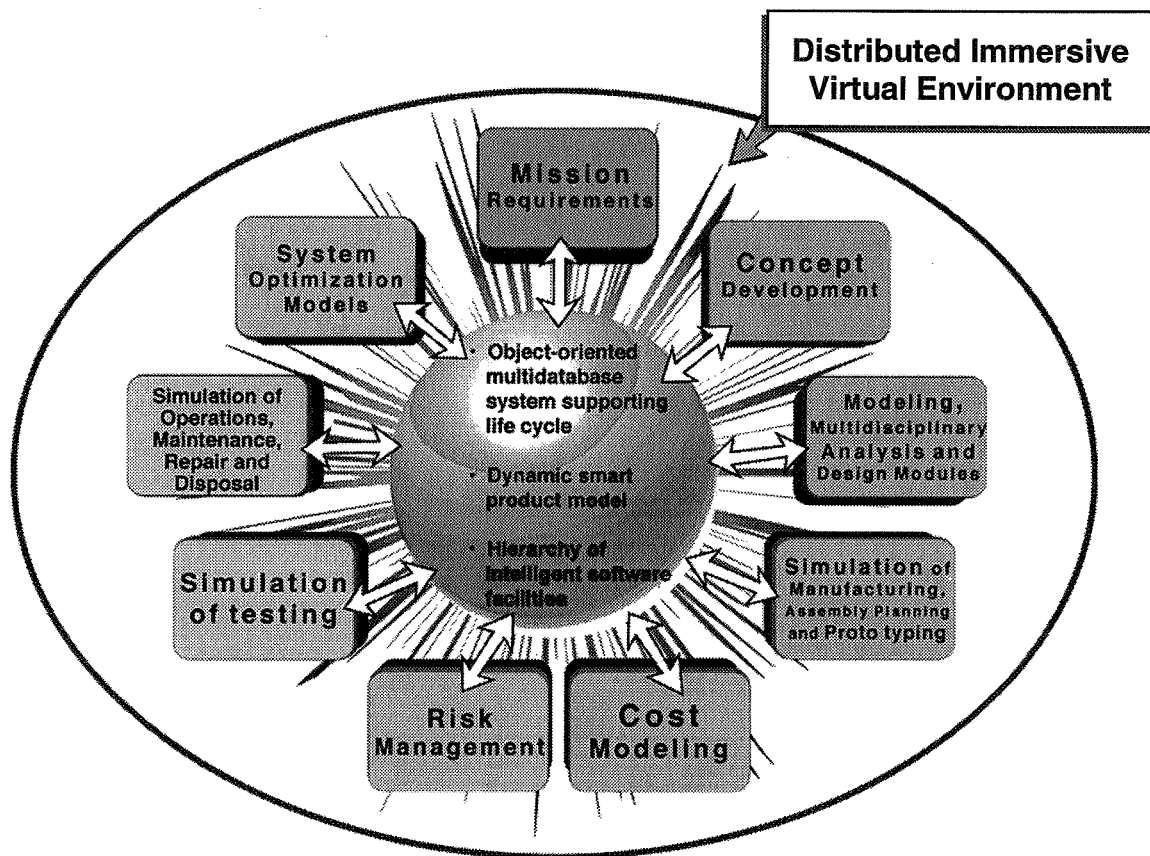 Distributed Immersive
Virtual Environment
Mission
Requirements
System
Optimization
Models
Concept
Development
• Object-oriented
multidatabase
system supporting
life cycle
• Dynamic smart
product model
• Hierarchy of
intelligent software
facilities
Simulation of
Operations,
Maintenance,
Repair and
Disposal
Modeling,
Multidisciplinary
Analysis and
Design Modules
Simulation
of testing
Simulation of
Manufacturing,
Assembly Planning
and Proto typing
Risk
Management
Cost
Modeling